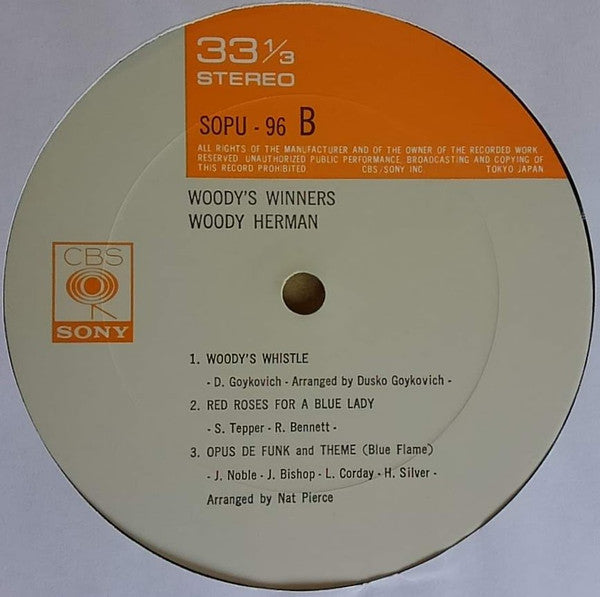 33 1/3
STEREO
SOPU - 96 B
ALL RIGHTS OF THE MANUFACTURER AND OF THE OWNER OF THE RECORDED WORK
RESERVED. UNAUTHORIZED PUBLIC PERFORMANCE, BROADCASTING AND COPYING OF
THIS RECORD PROHIBITED CBS/SONY INC. TOKYO JAPAN
WOODY'S WINNERS
WOODY HERMAN
CBS
SONY
1. WOODY'S WHISTLE
- D. Goykovich - Arranged by Dusko Goykovich -
2. RED ROSES FOR A BLUE LADY
- S. Tepper - R. Bennett -
3. OPUS DE FUNK and THEME (Blue Flame)
- J. Noble - J. Bishop - L. Corday - H. Silver -
Arranged by Nat Pierce